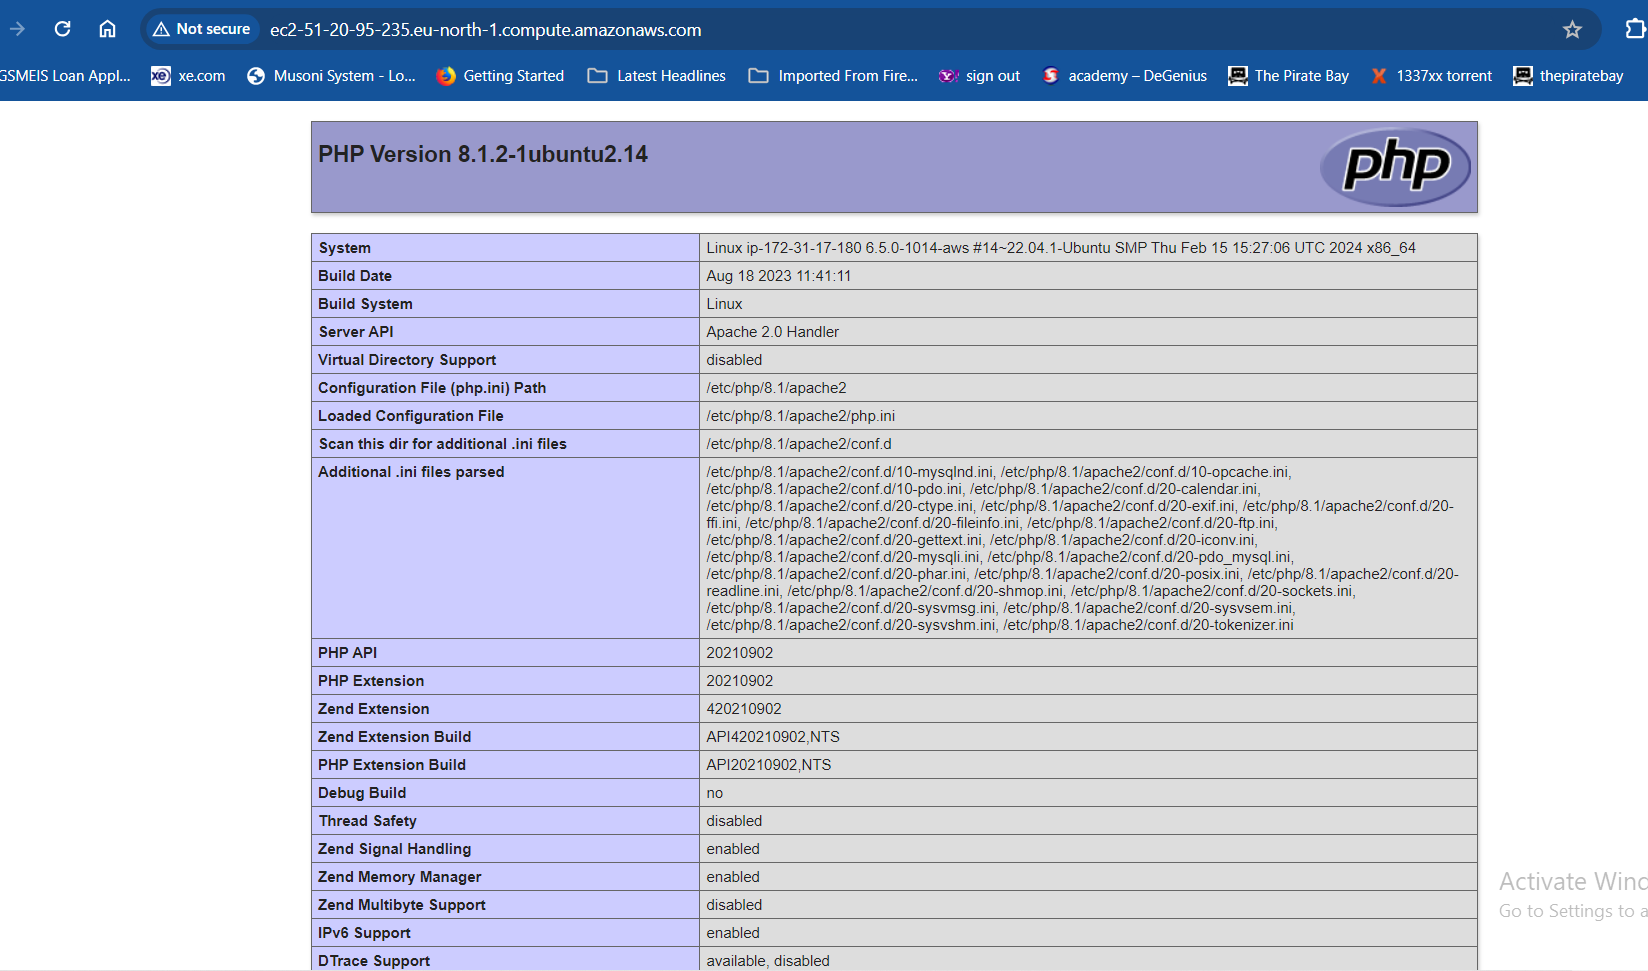 Not secure ec2-51-20-95-235.eu-north-1.compute.amazonaws.com
GSMEIS Loan Appl... xe xe.com Musoni System - Lo... Getting Started Latest Headlines Imported From Fire... sign out academy – DeGenius The Pirate Bay X 1337xx torrent thepiratebay
PHP Version 8.1.2-1ubuntu2.14 php
System Linux ip-172-31-17-180 6.5.0-1014-aws #14~22.04.1-Ubuntu SMP Thu Feb 15 15:27:06 UTC 2024 x86_64
Build Date Aug 18 2023 11:41:11
Build System Linux
Server API Apache 2.0 Handler
Virtual Directory Support disabled
Configuration File (php.ini) Path /etc/php/8.1/apache2
Loaded Configuration File /etc/php/8.1/apache2/php.ini
Scan this dir for additional .ini files /etc/php/8.1/apache2/conf.d
Additional .ini files parsed /etc/php/8.1/apache2/conf.d/10-mysqlnd.ini, /etc/php/8.1/apache2/conf.d/10-opcache.ini,
/etc/php/8.1/apache2/conf.d/10-pdo.ini, /etc/php/8.1/apache2/conf.d/20-calendar.ini,
/etc/php/8.1/apache2/conf.d/20-ctype.ini, /etc/php/8.1/apache2/conf.d/20-exif.ini, /etc/php/8.1/apache2/conf.d/20-
ffi.ini, /etc/php/8.1/apache2/conf.d/20-fileinfo.ini, /etc/php/8.1/apache2/conf.d/20-ftp.ini,
/etc/php/8.1/apache2/conf.d/20-gettext.ini, /etc/php/8.1/apache2/conf.d/20-iconv.ini,
/etc/php/8.1/apache2/conf.d/20-mysqli.ini, /etc/php/8.1/apache2/conf.d/20-pdo_mysql.ini,
/etc/php/8.1/apache2/conf.d/20-phar.ini, /etc/php/8.1/apache2/conf.d/20-posix.ini, /etc/php/8.1/apache2/conf.d/20-
readline.ini, /etc/php/8.1/apache2/conf.d/20-shmop.ini, /etc/php/8.1/apache2/conf.d/20-sockets.ini,
/etc/php/8.1/apache2/conf.d/20-sysvmsg.ini, /etc/php/8.1/apache2/conf.d/20-sysvsem.ini,
/etc/php/8.1/apache2/conf.d/20-sysvshm.ini, /etc/php/8.1/apache2/conf.d/20-tokenizer.ini
PHP API 20210902
PHP Extension 20210902
Zend Extension 420210902
Zend Extension Build API420210902,NTS
PHP Extension Build API20210902,NTS
Debug Build no
Thread Safety disabled
Zend Signal Handling enabled
Zend Memory Manager enabled
Zend Multibyte Support disabled
IPv6 Support enabled
DTrace Support available, disabled
Activate Wind
Go to Settings to a